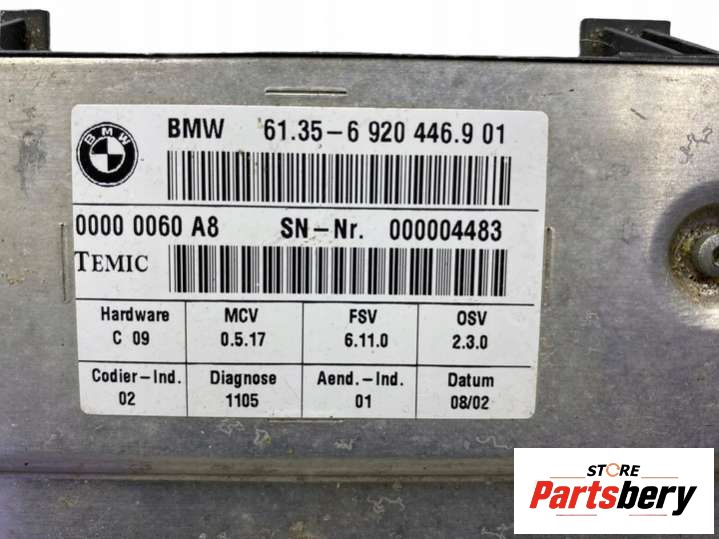 BMW
BMW 61.35-6 920 446.9 01
0000 0060 A8 SN-Nr. 000004483
TEMIC
Hardware MCV FSV OSV
C 09 0.5.17 6.11.0 2.3.0
Codier-Ind. Diagnose Aend.-Ind. Datum
02 1105 01 08/02
STORE
Partsbery